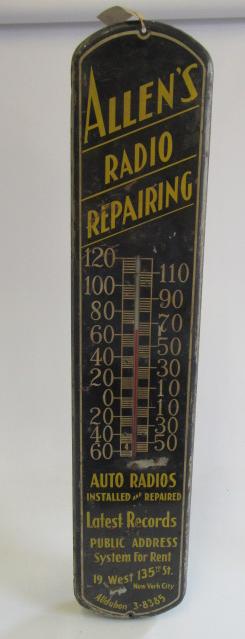 ALLEN'S
RADIO
REPAIRING
120 110
100 90
80 70
60 50
40 30
20 10
0 10
20 30
40 50
60
AUTO RADIOS
INSTALLED AND REPAIRED
Latest Records
PUBLIC ADDRESS
System For Rent
19 West 135TH St.
New York City
AUdubon 3-8385